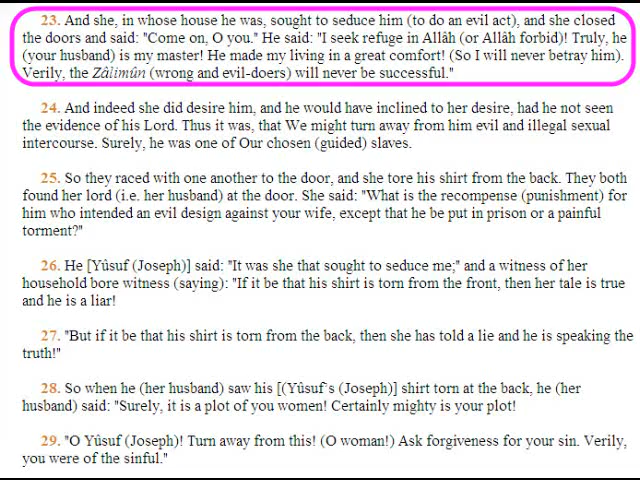 23. And she, in whose house he was, sought to seduce him (to do an evil act), and she closed
the doors and said: "Come on, O you." He said: "I seek refuge in Allâh (or Allâh forbid)! Truly, he
(your husband) is my master! He made my living in a great comfort! (So I will never betray him).
Verily, the Zâlimûn (wrong and evil-doers) will never be successful."
24. And indeed she did desire him, and he would have inclined to her desire, had he not seen
the evidence of his Lord. Thus it was, that We might turn away from him evil and illegal sexual
intercourse. Surely, he was one of Our chosen (guided) slaves.
25. So they raced with one another to the door, and she tore his shirt from the back. They both
found her lord (i.e. her husband) at the door. She said: "What is the recompense (punishment) for
him who intended an evil design against your wife, except that he be put in prison or a painful
torment?"
26. He [Yûsuf (Joseph)] said: "It was she that sought to seduce me;" and a witness of her
household bore witness (saying): "If it be that his shirt is torn from the front, then her tale is true
and he is a liar!
27. "But if it be that his shirt is torn from the back, then she has told a lie and he is speaking the
truth!"
28. So when he (her husband) saw his [(Yûsuf's (Joseph)] shirt torn at the back, he (her
husband) said: "Surely, it is a plot of you women! Certainly mighty is your plot!
29. "O Yûsuf (Joseph)! Turn away from this! (O woman!) Ask forgiveness for your sin. Verily,
you were of the sinful."